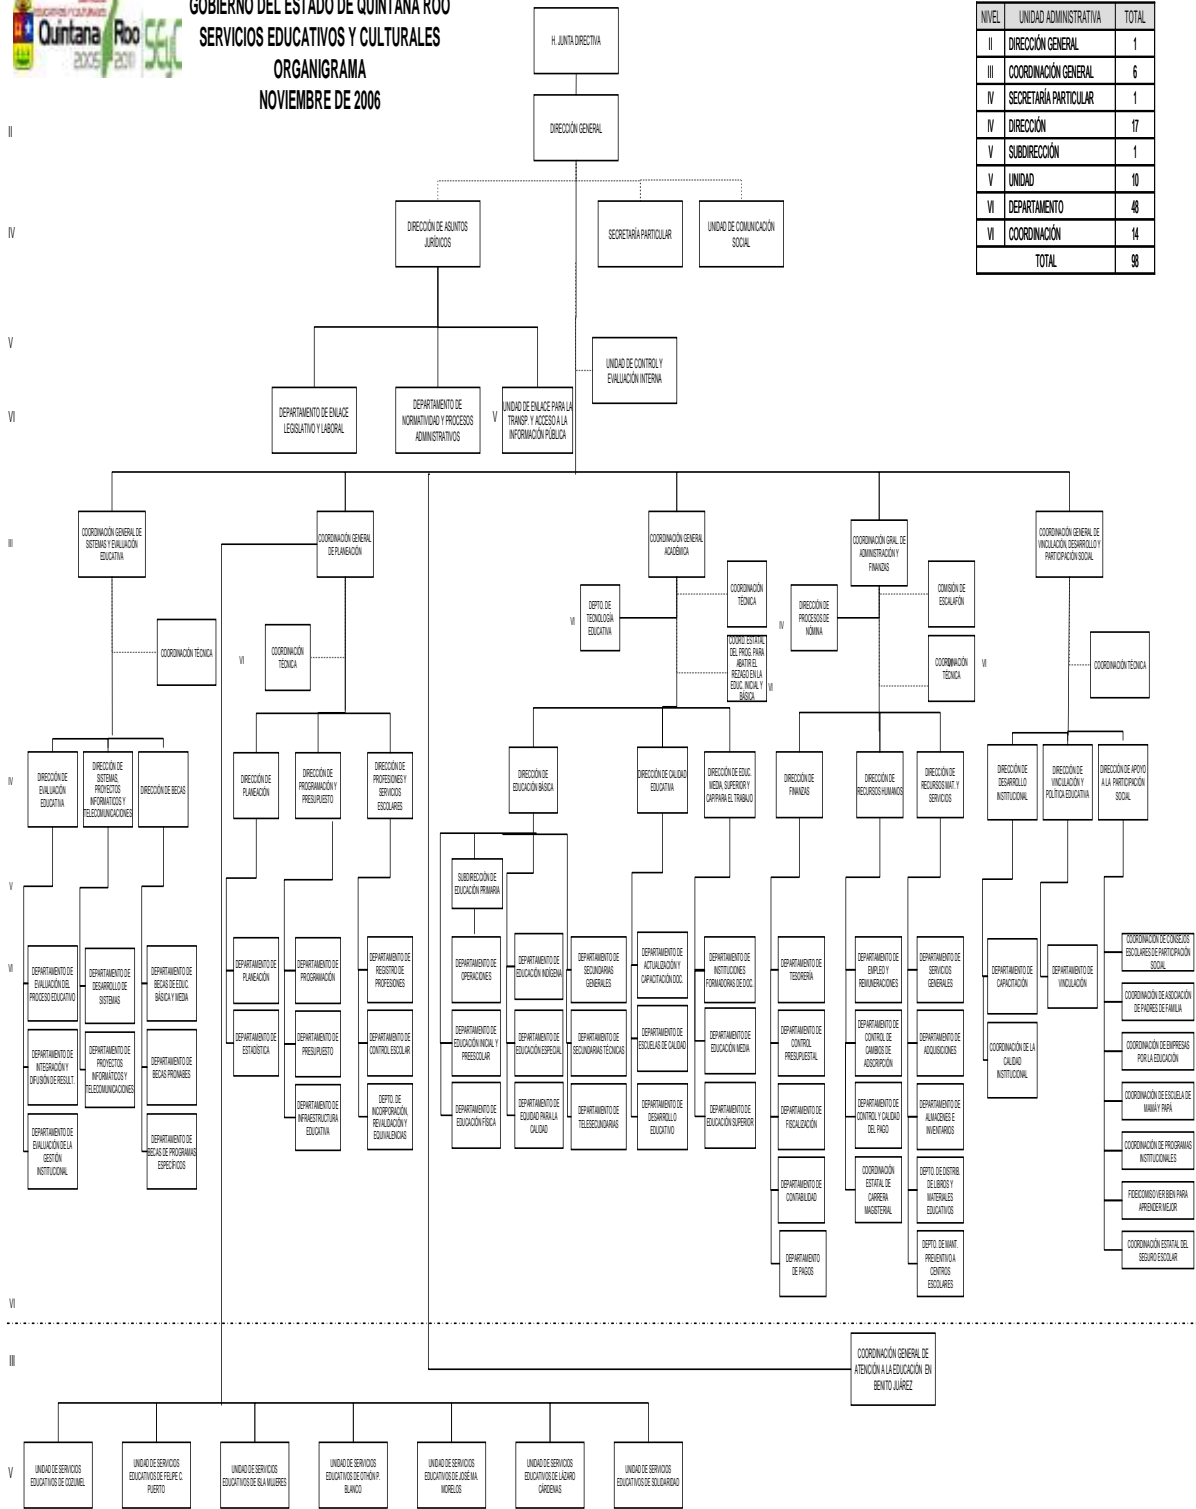 GOBIERNO DEL ESTADO DE QUINTANA ROO
SERVICIOS EDUCATIVOS Y CULTURALES
ORGANIGRAMA
NOVIEMBRE DE 2006
Quintana Roo
2005 2011
SEyC
NIVEL UNIDAD ADMINISTRATIVA TOTAL
II DIRECCIÓN GENERAL 1
III COORDINACIÓN GENERAL 6
IV SECRETARÍA PARTICULAR 1
IV DIRECCIÓN 17
V SUBDIRECCIÓN 1
V UNIDAD 10
VI DEPARTAMENTO 48
VI COORDINACIÓN 14
TOTAL 98
H. JUNTA DIRECTIVA
II
DIRECCIÓN GENERAL
IV
DIRECCIÓN DE ASUNTOS
JURÍDICOS
SECRETARÍA PARTICULAR
UNIDAD DE COMUNICACIÓN
SOCIAL
V
UNIDAD DE CONTROL Y
EVALUACIÓN INTERNA
VI
DEPARTAMENTO DE ENLACE
LEGISLATIVO Y LABORAL
DEPARTAMENTO DE
NORMATIVIDAD Y PROCESOS
ADMINISTRATIVOS
V
UNIDAD DE ENLACE PARA LA
TRANSP. Y ACCESO A LA
INFORMACIÓN PÚBLICA
III
COORDINACIÓN GENERAL DE
SISTEMAS Y EVALUACIÓN
EDUCATIVA
COORDINACIÓN GENERAL
DE PLANEACIÓN
COORDINACIÓN GENERAL
ACADÉMICA
COORDINACIÓN GRAL. DE
ADMINISTRACIÓN Y
FINANZAS
COORDINACIÓN GENERAL DE
VINCULACIÓN, DESARROLLO Y
PARTICIPACIÓN SOCIAL
COORDINACIÓN TÉCNICA
VI
COORDINACIÓN
TÉCNICA
VI
DEPTO. DE
TECNOLOGÍA
EDUCATIVA
COORDINACIÓN
TÉCNICA
COORD. ESTATAL
DEL PROG. PARA
ABATIR EL
REZAGO EN LA
EDUC. INICIAL Y
BÁSICA
VI
IV
DIRECCIÓN DE
PROCESOS DE
NÓMINA
COMISIÓN DE
ESCALAFÓN
COORDINACIÓN
TÉCNICA
VI
COORDINACIÓN TÉCNICA
IV
DIRECCIÓN DE
EVALUACIÓN
EDUCATIVA
DIRECCIÓN DE
SISTEMAS,
PROYECTOS
INFORMATICOS Y
TELECOMUNICACIONES
DIRECCIÓN DE BECAS
DIRECCIÓN DE
PLANEACIÓN
DIRECCIÓN DE
PROGRAMACIÓN Y
PRESUPUESTO
DIRECCIÓN DE
PROFESIONES Y
SERVICIOS
ESCOLARES
DIRECCIÓN DE
EDUCACIÓN BÁSICA
DIRECCIÓN DE CALIDAD
EDUCATIVA
DIRECCIÓN DE EDUC.
MEDIA, SUPERIOR Y
CAP/PARA EL TRABAJO
DIRECCIÓN DE
FINANZAS
DIRECCIÓN DE
RECURSOS HUMANOS
DIRECCIÓN DE
RECURSOS MAT. Y
SERVICIOS
DIRECCIÓN DE
DESARROLLO
INSTITUCIONAL
DIRECCIÓN DE
VINCULACIÓN Y
POLÍTICA EDUCATIVA
DIRECCIÓN DE APOYO
A LA PARTICIPACIÓN
SOCIAL
V
SUBDIRECCIÓN DE
EDUCACIÓN PRIMARIA
VI
DEPARTAMENTO DE
EVALUACIÓN DEL
PROCESO EDUCATIVO
DEPARTAMENTO DE
INTEGRACIÓN Y
DIFUSIÓN DE RESULT.
DEPARTAMENTO DE
EVALUACIÓN DE LA
GESTIÓN
INSTITUCIONAL
DEPARTAMENTO DE
DESARROLLO DE
SISTEMAS
DEPARTAMENTO DE
PROYECTOS
INFORMÁTICOS Y
TELECOMUNICACIONES
DEPARTAMENTO DE
BECAS DE EDUC.
BÁSICA Y MEDIA
DEPARTAMENTO DE
BECAS PRONABES
DEPARTAMENTO DE
BECAS DE PROGRAMAS
ESPECÍFICOS
DEPARTAMENTO DE
PLANEACIÓN
DEPARTAMENTO DE
ESTADÍSTICA
DEPARTAMENTO DE
PROGRAMACIÓN
DEPARTAMENTO DE
PRESUPUESTO
DEPARTAMENTO DE
INFRAESTRUCTURA
EDUCATIVA
DEPARTAMENTO DE
REGISTRO DE
PROFESIONES
DEPARTAMENTO DE
CONTROL ESCOLAR
DEPTO. DE
INCORPORACIÓN,
REVALIDACIÓN Y
EQUIVALENCIAS
DEPARTAMENTO DE
OPERACIONES
DEPARTAMENTO DE
EDUCACIÓN INICIAL Y
PREESCOLAR
DEPARTAMENTO DE
EDUCACIÓN FÍSICA
DEPARTAMENTO DE
EDUCACIÓN INDÍGENA
DEPARTAMENTO DE
EDUCACIÓN ESPECIAL
DEPARTAMENTO DE
EQUIDAD PARA LA
CALIDAD
DEPARTAMENTO DE
SECUNDARIAS
GENERALES
DEPARTAMENTO DE
SECUNDARIAS TÉCNICAS
DEPARTAMENTO DE
TELESECUNDARIAS
DEPARTAMENTO DE
ACTUALIZACIÓN Y
CAPACITACIÓN DOC.
DEPARTAMENTO DE
ESCUELAS DE CALIDAD
DEPARTAMENTO DE
DESARROLLO
EDUCATIVO
DEPARTAMENTO DE
INSTITUCIONES
FORMADORAS DE DOC.
DEPARTAMENTO DE
EDUCACIÓN MEDIA
DEPARTAMENTO DE
EDUCACIÓN SUPERIOR
DEPARTAMENTO DE
TESORERÍA
DEPARTAMENTO DE
CONTROL
PRESUPUESTAL
DEPARTAMENTO DE
FISCALIZACIÓN
DEPARTAMENTO DE
CONTABILIDAD
DEPARTAMENTO
DE PAGOS
DEPARTAMENTO DE
EMPLEO Y
REMUNERACIONES
DEPARTAMENTO DE
CONTROL DE
CAMBIOS DE
ADSCRIPCIÓN
DEPARTAMENTO DE
CONTROL Y CALIDAD
DEL PAGO
COORDINACIÓN
ESTATAL DE
CARRERA
MAGISTERIAL
DEPARTAMENTO DE
SERVICIOS
GENERALES
DEPARTAMENTO DE
ADQUISICIONES
DEPARTAMENTO DE
ALMACENES E
INVENTARIOS
DEPTO. DE DISTRIB.
DE LIBROS Y
MATERIALES
EDUCATIVOS
DEPTO. DE MANT.
PREVENTIVO A
CENTROS
ESCOLARES
DEPARTAMENTO DE
CAPACITACIÓN
COORDINACIÓN DE LA
CALIDAD
INSTITUCIONAL
DEPARTAMENTO DE
VINCULACIÓN
COORDINACIÓN DE CONSEJOS
ESCOLARES DE PARTICIPACIÓN
SOCIAL
COORDINACIÓN DE ASOCIACIÓN
DE PADRES DE FAMILIA
COORDINACIÓN DE EMPRESAS
POR LA EDUCACIÓN
COORDINACIÓN DE ESCUELA DE
MAMÁ Y PAPÁ
COORDINACIÓN DE PROGRAMAS
INSTITUCIONALES
FIDEICOMISO VER BIEN PARA
APRENDER MEJOR
COORDINACIÓN ESTATAL DEL
SEGURO ESCOLAR
VI
III
COORDINACIÓN GENERAL DE
ATENCIÓN A LA EDUCACIÓN EN
BENITO JUÁREZ
V
UNIDAD DE SERVICIOS
EDUCATIVOS DE COZUMEL
UNIDAD DE SERVICIOS
EDUCATIVOS DE FELIPE C.
PUERTO
UNIDAD DE SERVICIOS
EDUCATIVOS DE ISLA MUJERES
UNIDAD DE SERVICIOS
EDUCATIVOS DE OTHÓN P.
BLANCO
UNIDAD DE SERVICIOS
EDUCATIVOS DE JOSÉ MA.
MORELOS
UNIDAD DE SERVICIOS
EDUCATIVOS DE LÁZARO
CÁRDENAS
UNIDAD DE SERVICIOS
EDUCATIVOS DE SOLIDARIDAD